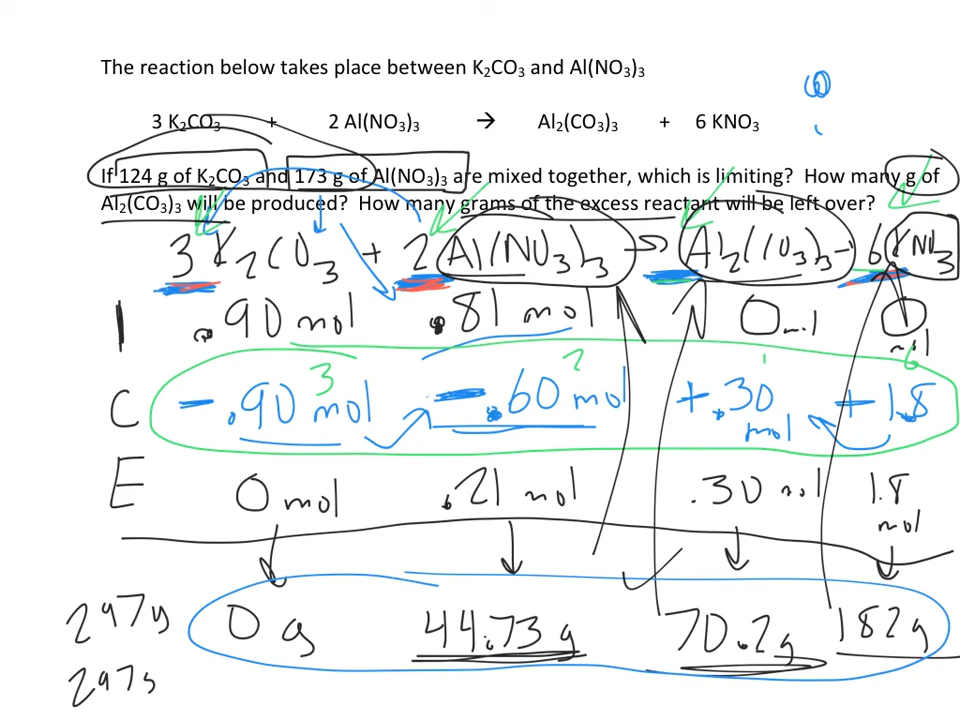 The reaction below takes place between K₂CO₃ and Al(NO₃)₃
3 K₂CO₃ + 2 Al(NO₃)₃ → Al₂(CO₃)₃ + 6 KNO₃
If 124 g of K₂CO₃ and 173 g of Al(NO₃)₃ are mixed together, which is limiting? How many g of
Al₂(CO₃)₃ will be produced? How many grams of the excess reactant will be left over?
3 K₂CO₃ + 2 Al(NO₃)₃ → Al₂(CO₃)₃ + 6 KNO₃
I .90 mol .81 mol 0 mol 0 mol
3 2 1 6
C -.90 mol -.60 mol +.30 mol +1.8
E 0 mol .21 mol .30 mol 1.8 mol
297g 0 g 44.73 g 70.2g 182g
297g